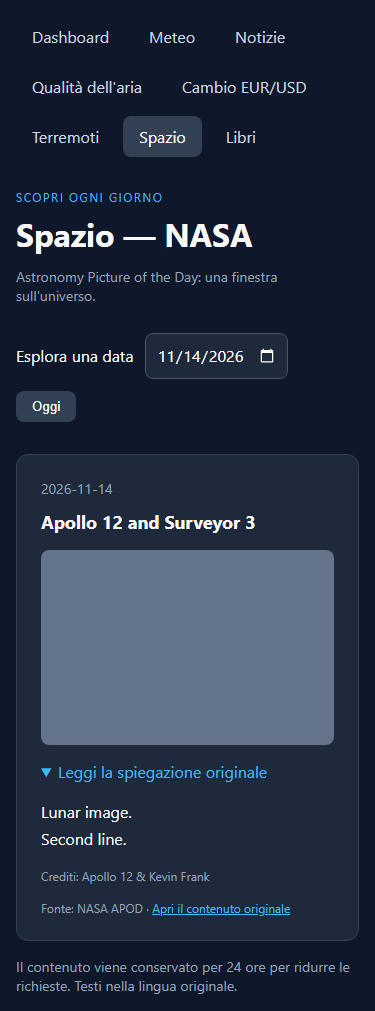 Dashboard Meteo Notizie
Qualità dell'aria Cambio EUR/USD
Terremoti Spazio Libri
SCOPRI OGNI GIORNO
Spazio — NASA
Astronomy Picture of the Day: una finestra
sull'universo.
Esplora una data 11/14/2026
Oggi
2026-11-14
Apollo 12 and Surveyor 3
▼ Leggi la spiegazione originale
Lunar image.
Second line.
Crediti: Apollo 12 & Kevin Frank
Fonte: NASA APOD · Apri il contenuto originale
Il contenuto viene conservato per 24 ore per ridurre le
richieste. Testi nella lingua originale.